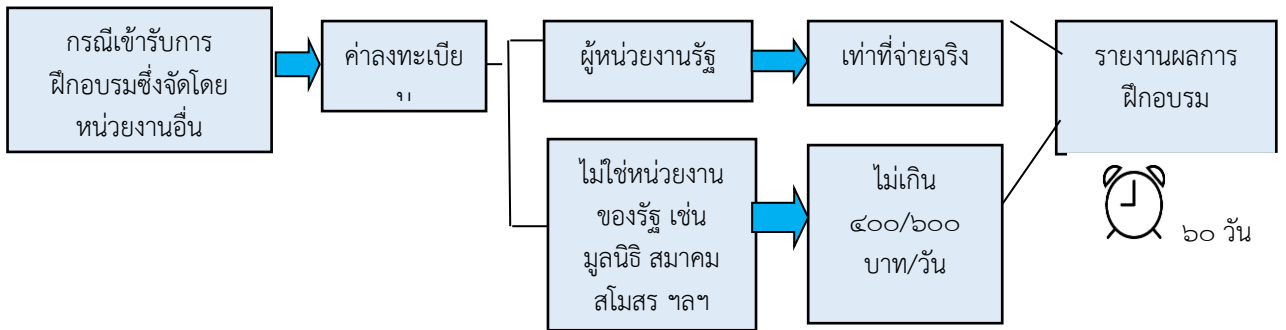 กรณีเข้ารับการ
ฝึกอบรมซึ่งจัดโดย
หน่วยงานอื่น
ค่าลงทะเบีย
น
ผู้หน่วยงานรัฐ
เท่าที่จ่ายจริง
ไม่ใช่หน่วยงาน
ของรัฐ เช่น
มูลนิธิ สมาคม
สโมสร ฯลฯ
ไม่เกิน
๔๐๐/๖๐๐
บาท/วัน
รายงานผลการ
ฝึกอบรม
๖๐ วัน